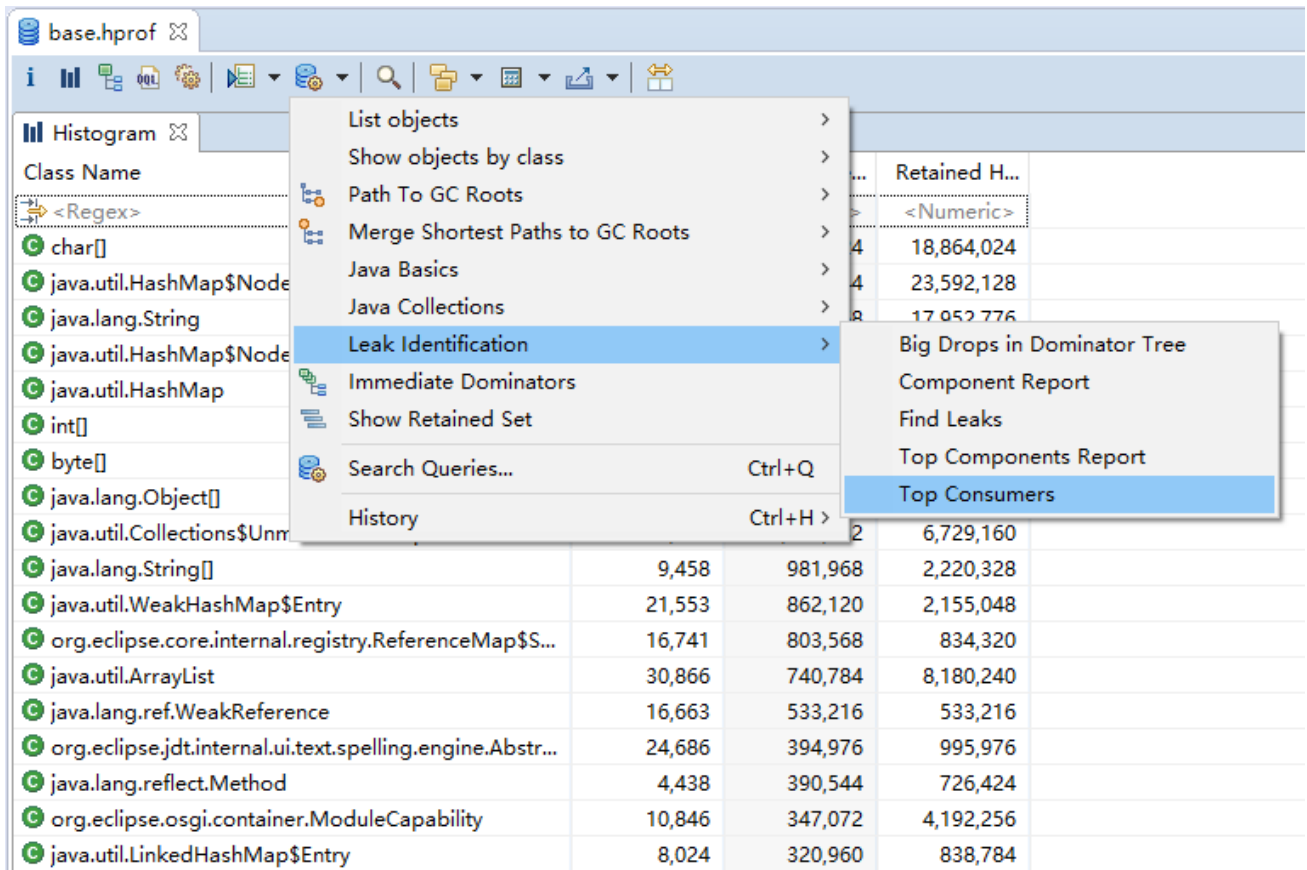 base.hprof
i OQL
Histogram
Class Name ... Retained H...
<Regex> > <Numeric>
char[] 4 18,864,024
java.util.HashMap$Node 4 23,592,128
java.lang.String 8 17,952,776
java.util.HashMap$Node
java.util.HashMap
int[]
byte[]
java.lang.Object[]
java.util.Collections$Unm 2 6,729,160
java.lang.String[] 9,458 981,968 2,220,328
java.util.WeakHashMap$Entry 21,553 862,120 2,155,048
org.eclipse.core.internal.registry.ReferenceMap$S... 16,741 803,568 834,320
java.util.ArrayList 30,866 740,784 8,180,240
java.lang.ref.WeakReference 16,663 533,216 533,216
org.eclipse.jdt.internal.ui.text.spelling.engine.Abstr... 24,686 394,976 995,976
java.lang.reflect.Method 4,438 390,544 726,424
org.eclipse.osgi.container.ModuleCapability 10,846 347,072 4,192,256
java.util.LinkedHashMap$Entry 8,024 320,960 838,784
List objects
Show objects by class
Path To GC Roots
Merge Shortest Paths to GC Roots
Java Basics
Java Collections
Leak Identification
Immediate Dominators
Show Retained Set
Search Queries... Ctrl+Q
History Ctrl+H
Big Drops in Dominator Tree
Component Report
Find Leaks
Top Components Report
Top Consumers